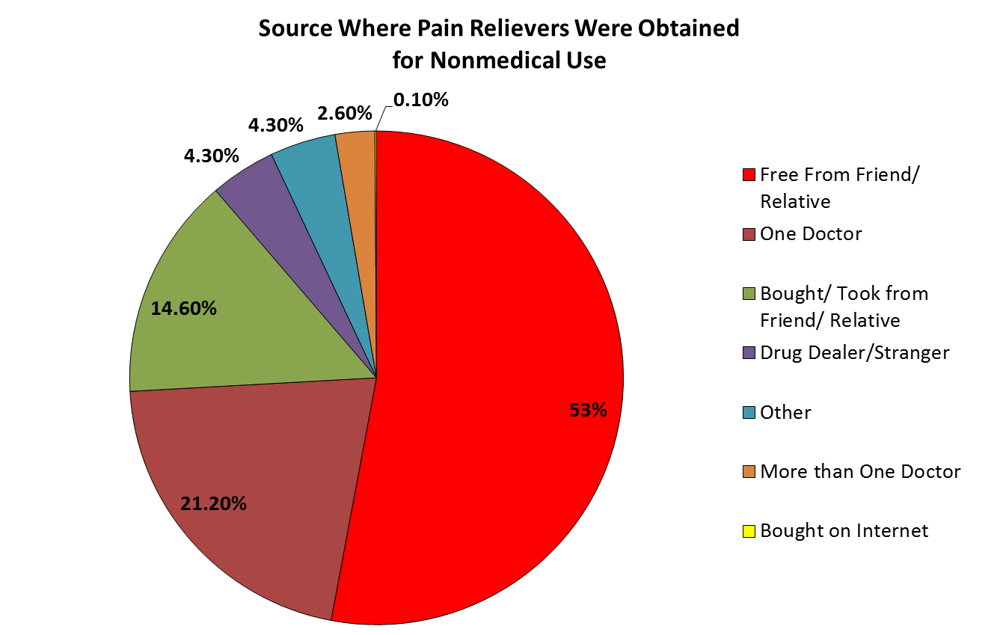 Source Where Pain Relievers Were Obtained
for Nonmedical Use
0.10%
2.60%
4.30%
4.30%
14.60%
53%
21.20%
Free From Friend/
Relative
One Doctor
Bought/ Took from
Friend/ Relative
Drug Dealer/Stranger
Other
More than One Doctor
Bought on Internet